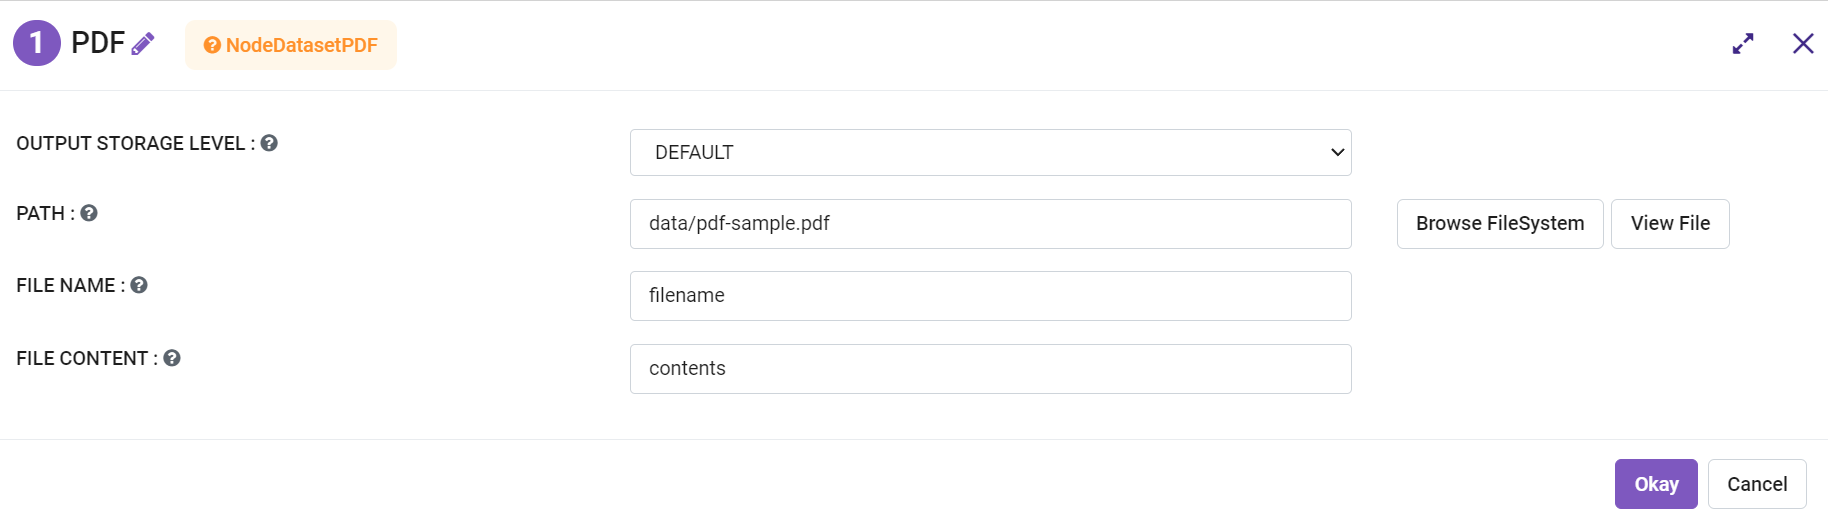 1 PDF NodeDatasetPDF
OUTPUT STORAGE LEVEL : DEFAULT
PATH : data/pdf-sample.pdf Browse FileSystem View File
FILE NAME : filename
FILE CONTENT : contents
Okay Cancel